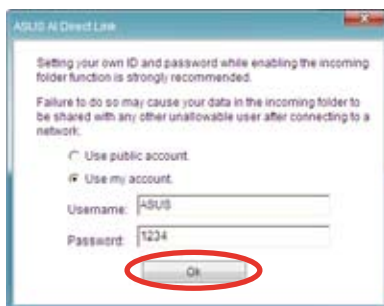 ASUS AI Direct Link
Setting your own ID and password while enabling the incoming
folder function is strongly recommended.
Failure to do so may cause your data in the incoming folder to
be shared with any other unallowable user after connecting to a
network.
Use public account.
Use my account.
Username: ASUS
Password: 1234
Ok